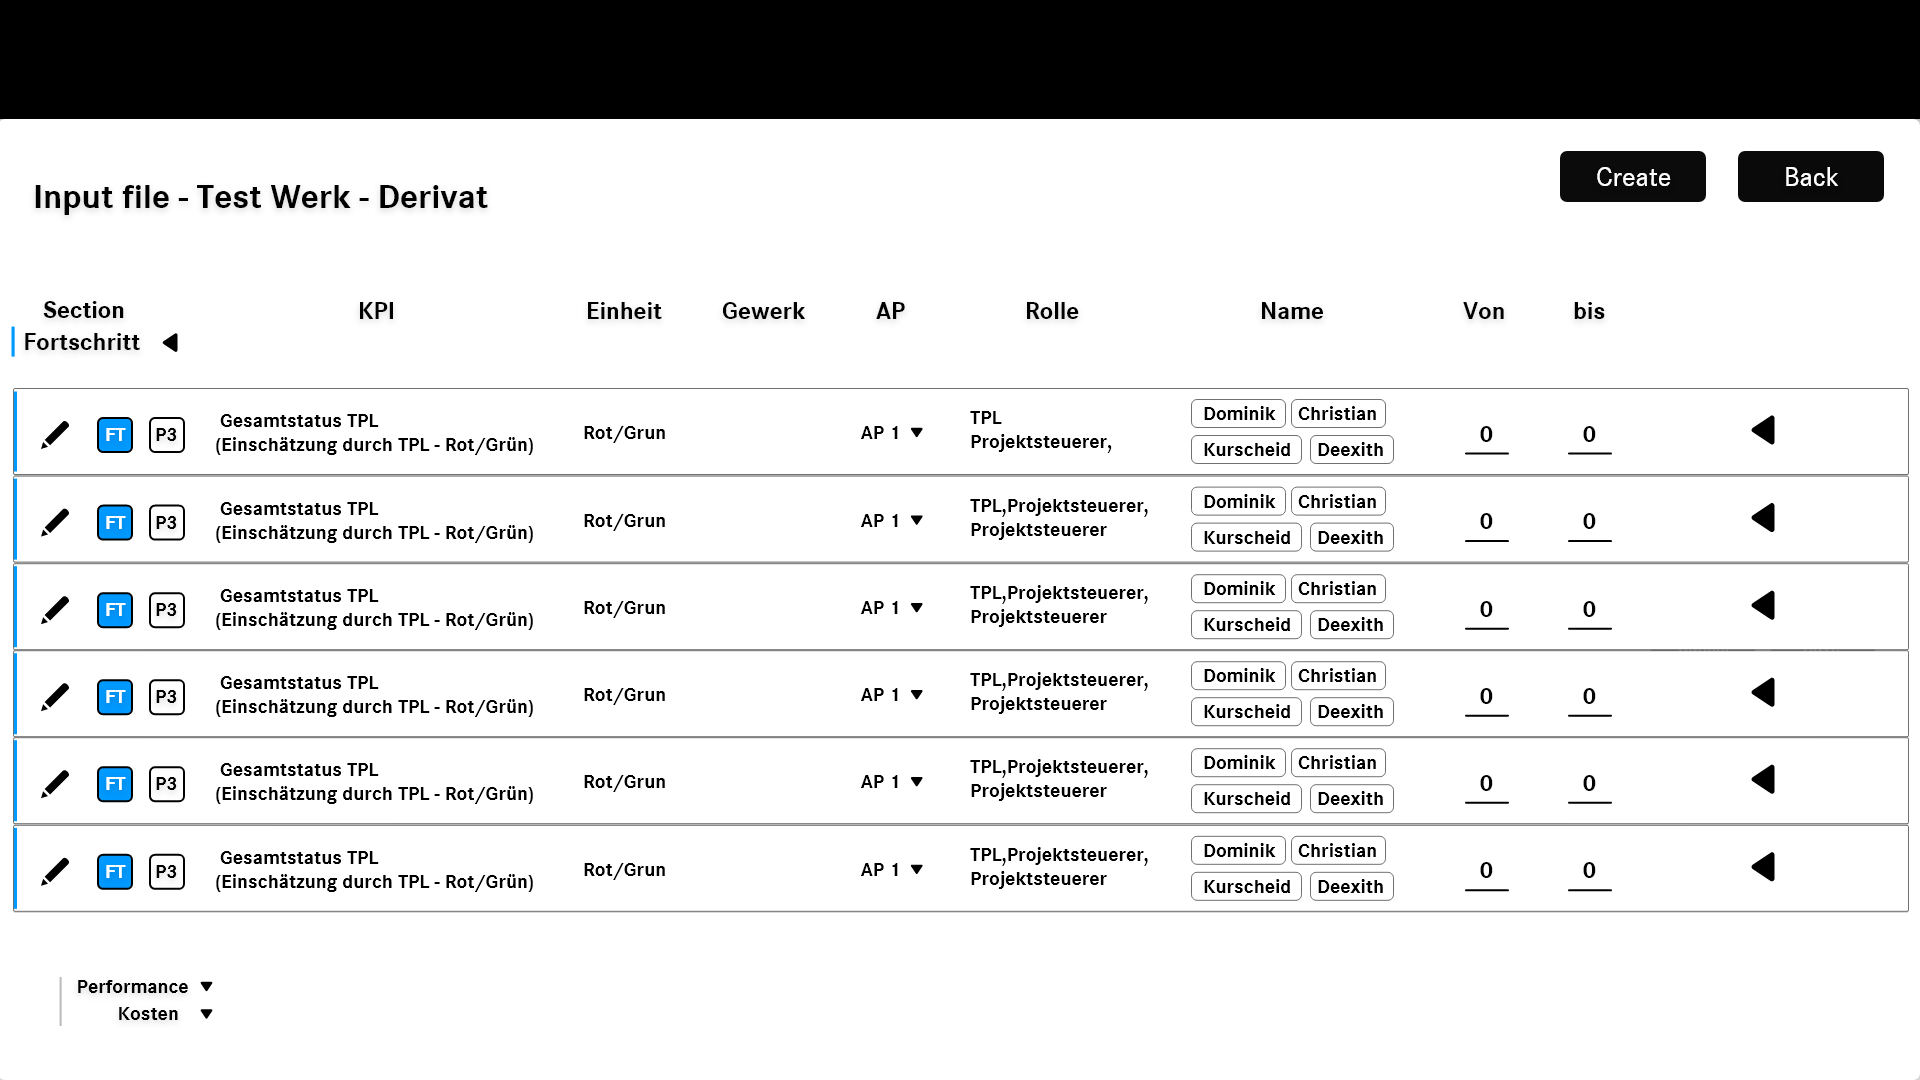 Create Back
Input file - Test Werk - Derivat
Section KPI Einheit Gewerk AP Rolle Name Von bis
Fortschritt
Gesamtstatus TPL TPL Dominik Christian
FT P3 (Einschätzung durch TPL - Rot/Grün) Rot/Grun AP 1 Projektsteuerer, Kurscheid Deexith 0 0
Gesamtstatus TPL TPL,Projektsteuerer, Dominik Christian
FT P3 (Einschätzung durch TPL - Rot/Grün) Rot/Grun AP 1 Projektsteuerer Kurscheid Deexith 0 0
Gesamtstatus TPL TPL,Projektsteuerer, Dominik Christian
FT P3 (Einschätzung durch TPL - Rot/Grün) Rot/Grun AP 1 Projektsteuerer Kurscheid Deexith 0 0
Gesamtstatus TPL TPL,Projektsteuerer, Dominik Christian
FT P3 (Einschätzung durch TPL - Rot/Grün) Rot/Grun AP 1 Projektsteuerer Kurscheid Deexith 0 0
Gesamtstatus TPL TPL,Projektsteuerer, Dominik Christian
FT P3 (Einschätzung durch TPL - Rot/Grün) Rot/Grun AP 1 Projektsteuerer Kurscheid Deexith 0 0
Gesamtstatus TPL TPL,Projektsteuerer, Dominik Christian
FT P3 (Einschätzung durch TPL - Rot/Grün) Rot/Grun AP 1 Projektsteuerer Kurscheid Deexith 0 0
Performance
Kosten